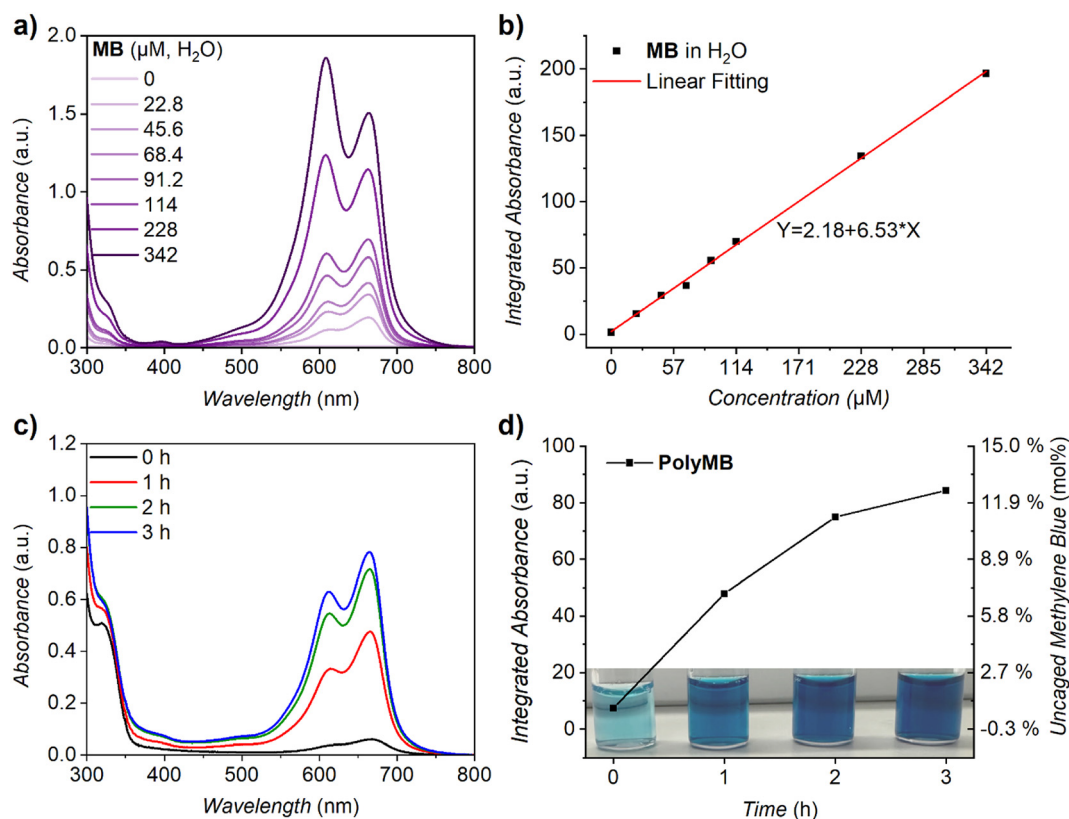 a)
Absorbance (a.u.)
2.0
1.5
1.0
0.5
0.0
MB (µM, H₂O)
0
22.8
45.6
68.4
91.2
114
228
342
300 400 500 600 700 800
Wavelength (nm)
b)
Integrated Absorbance (a.u.)
200
150
100
50
0
MB in H₂O
Linear Fitting
Y=2.18+6.53*X
0 57 114 171 228 285 342
Concentration (µM)
c)
Absorbance (a.u.)
1.2
1.0
0.8
0.6
0.4
0.2
0.0
0 h
1 h
2 h
3 h
300 400 500 600 700 800
Wavelength (nm)
d)
Integrated Absorbance (a.u.)
100
80
60
40
20
0
PolyMB
15.0 %
11.9 %
8.9 %
5.8 %
2.7 %
-0.3 %
Uncaged Methylene Blue (mol%)
0 1 2 3
Time (h)